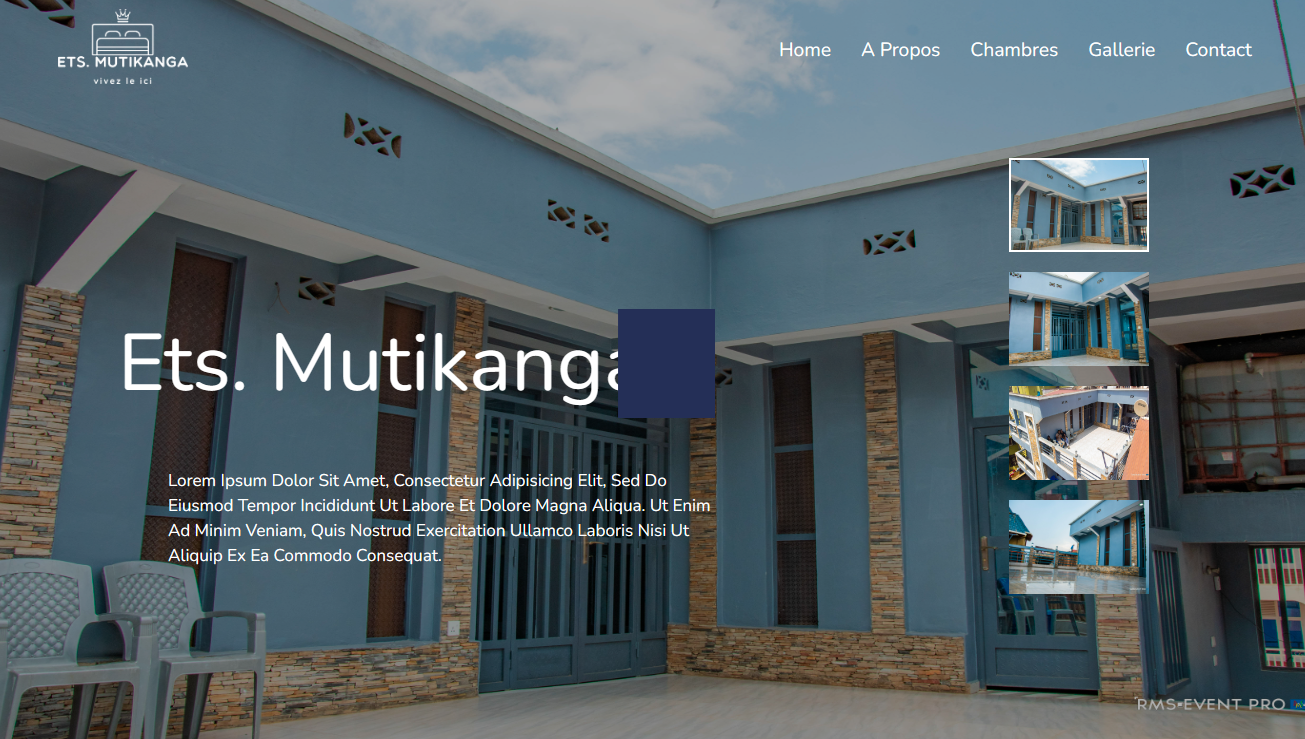 ETS. MUTIKANGA
vivez le ici
Home A Propos Chambres Gallerie Contact
Ets. Mutikanga
Lorem Ipsum Dolor Sit Amet, Consectetur Adipisicing Elit, Sed Do
Eiusmod Tempor Incididunt Ut Labore Et Dolore Magna Aliqua. Ut Enim
Ad Minim Veniam, Quis Nostrud Exercitation Ullamco Laboris Nisi Ut
Aliquip Ex Ea Commodo Consequat.
RMS-EVENT PRO